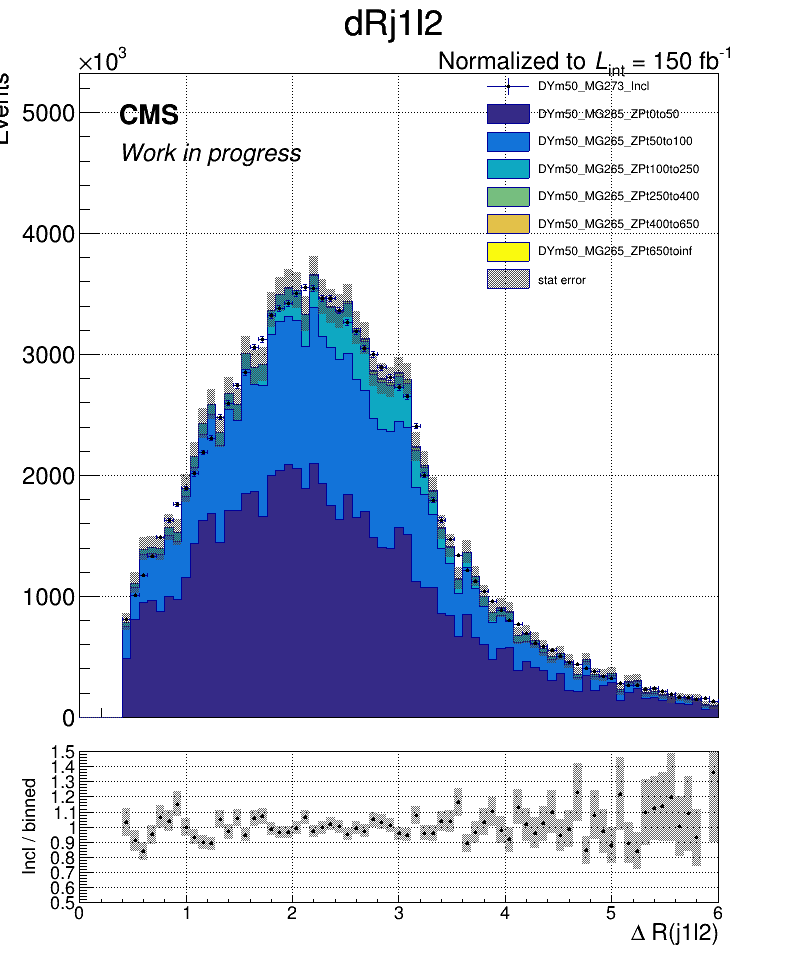 dRj1l2
×10³
Normalized to L_int = 150 fb⁻¹
Events
CMS
Work in progress
DYm50_MG273_Incl
DYm50_MG265_ZPt0to50
DYm50_MG265_ZPt50to100
DYm50_MG265_ZPt100to250
DYm50_MG265_ZPt250to400
DYm50_MG265_ZPt400to650
DYm50_MG265_ZPt650toinf
stat error
5000
4000
3000
2000
1000
0
Incl / binned
1.5
1.4
1.3
1.2
1.1
1
0.9
0.8
0.7
0.6
0.5
0 1 2 3 4 5 6
Δ R(j1l2)